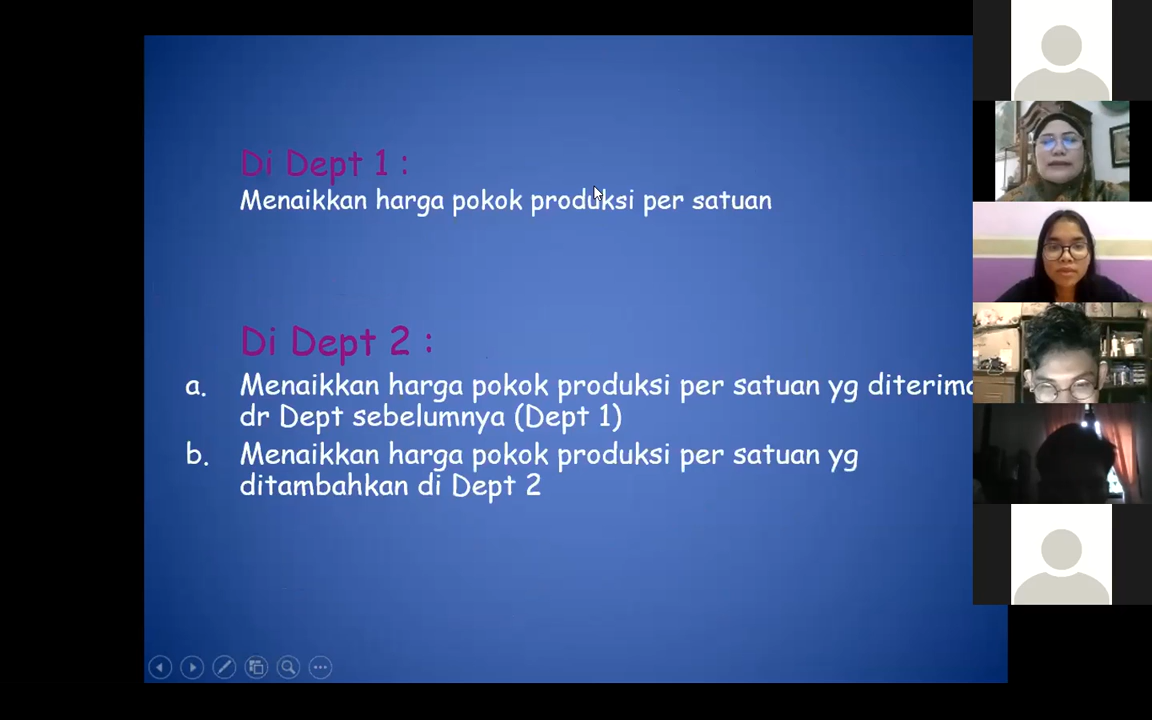 Di Dept 1 :
Menaikkan harga pokok produksi per satuan
Di Dept 2 :
a. Menaikkan harga pokok produksi per satuan yg diterima
dr Dept sebelumnya (Dept 1)
b. Menaikkan harga pokok produksi per satuan yg
ditambahkan di Dept 2